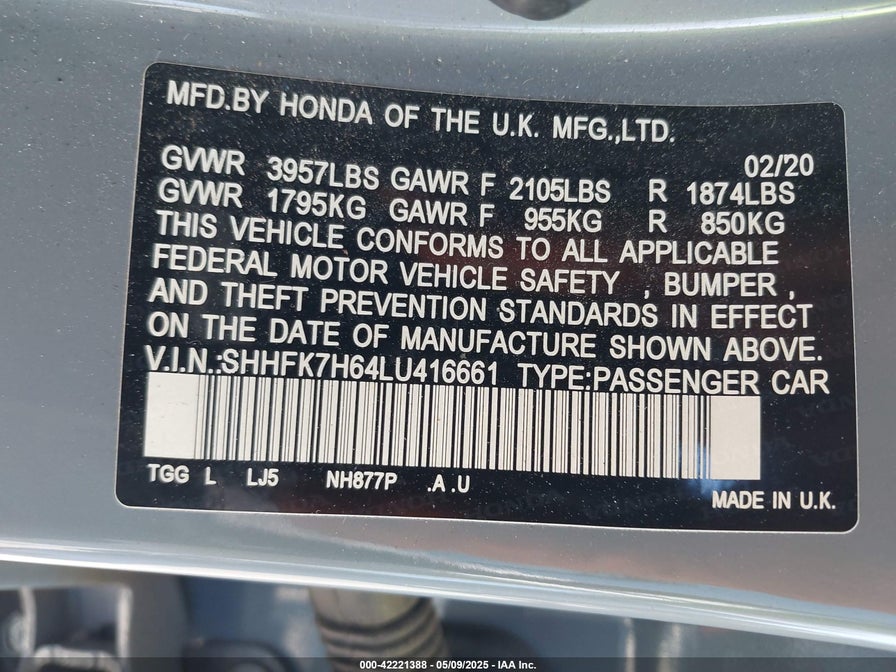 MFD.BY HONDA OF THE U.K. MFG.,LTD.
02/20
GVWR 3957LBS GAWR F 2105LBS R 1874LBS
GVWR 1795KG GAWR F 955KG R 850KG
THIS VEHICLE CONFORMS TO ALL APPLICABLE
FEDERAL MOTOR VEHICLE SAFETY , BUMPER ,
AND THEFT PREVENTION STANDARDS IN EFFECT
ON THE DATE OF MANUFACTURE SHOWN ABOVE.
V.I.N.:SHHFK7H64LU416661 TYPE:PASSENGER CAR
TGG L LJ5 NH877P .A .U
MADE IN U.K.
000-42221388 - 05/09/2025 - IAA Inc.